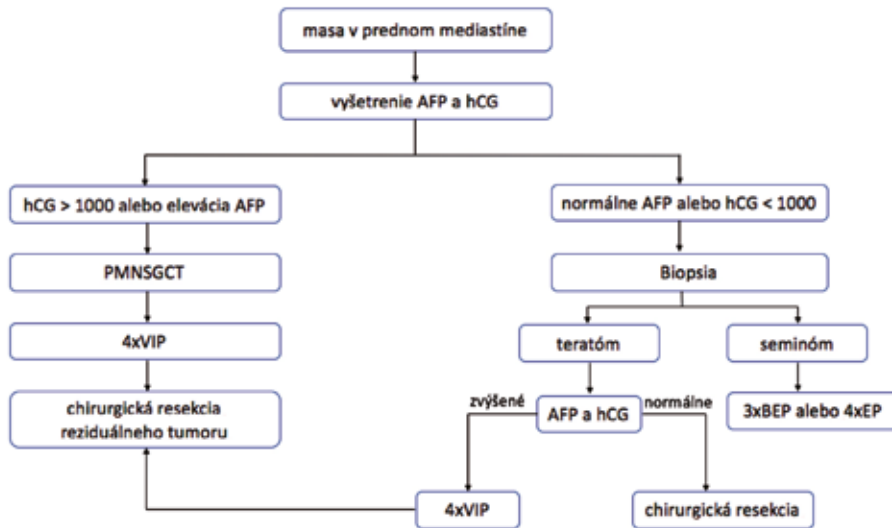 masa v prednom mediastíne
vyšetrenie AFP a hCG
hCG > 1000 alebo elevácia AFP
normálne AFP alebo hCG < 1000
PMNSGCT
Biopsia
4xVIP
teratóm
seminóm
chirurgická resekcia
reziduálneho tumoru
zvýšené
AFP a hCG
normálne
3xBEP alebo 4xEP
4xVIP
chirurgická resekcia